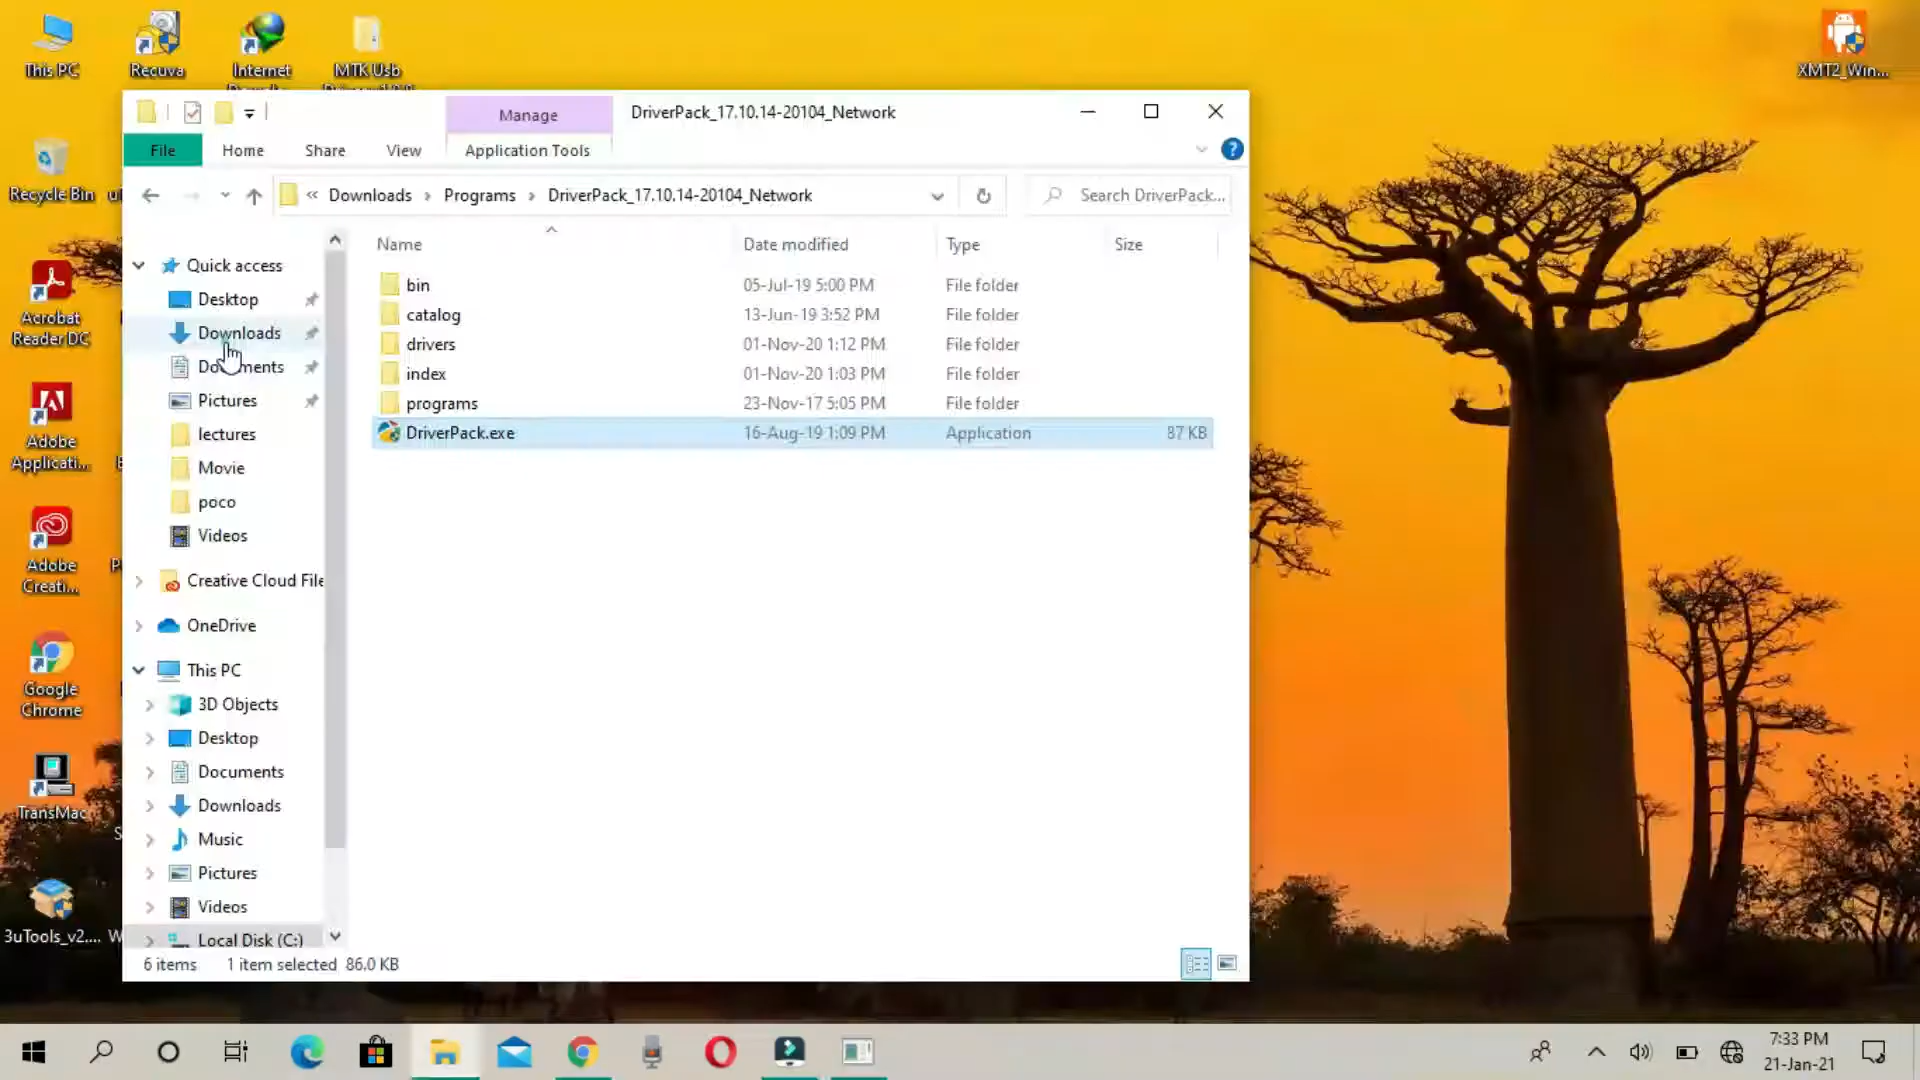 This PC
Recuva
Internet
MTK Usb
XMT2_Win...
Recycle Bin
Acrobat
Reader DC
Adobe
Applicati...
Adobe
Creati...
Google
Chrome
TransMac
3uTools_v2....
Manage
DriverPack_17.10.14-20104_Network
File
Home
Share
View
Application Tools
?
« Downloads › Programs › DriverPack_17.10.14-20104_Network
Search DriverPack...
Quick access
Desktop
Downloads
Documents
Pictures
lectures
Movie
poco
Videos
Creative Cloud File
OneDrive
This PC
3D Objects
Desktop
Documents
Downloads
Music
Pictures
Videos
Local Disk (C:)
Name Date modified Type Size
bin 05-Jul-19 5:00 PM File folder
catalog 13-Jun-19 3:52 PM File folder
drivers 01-Nov-20 1:12 PM File folder
index 01-Nov-20 1:03 PM File folder
programs 23-Nov-17 5:05 PM File folder
DriverPack.exe 16-Aug-19 1:09 PM Application 87 KB
6 items 1 item selected 86.0 KB
7:33 PM
21-Jan-21